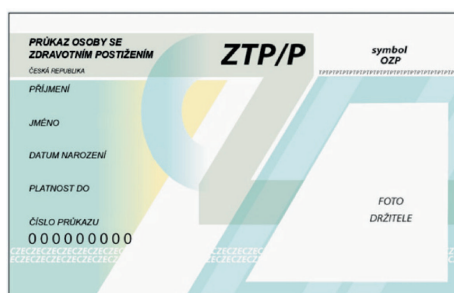 PRŮKAZ OSOBY SE
ZDRAVOTNÍM POSTIŽENÍM
ČESKÁ REPUBLIKA
ZTP/P
symbol
OZP
PŘÍJMENÍ
JMÉNO
DATUM NAROZENÍ
PLATNOST DO
ČÍSLO PRŮKAZU
000000000
FOTO
DRŽITELE